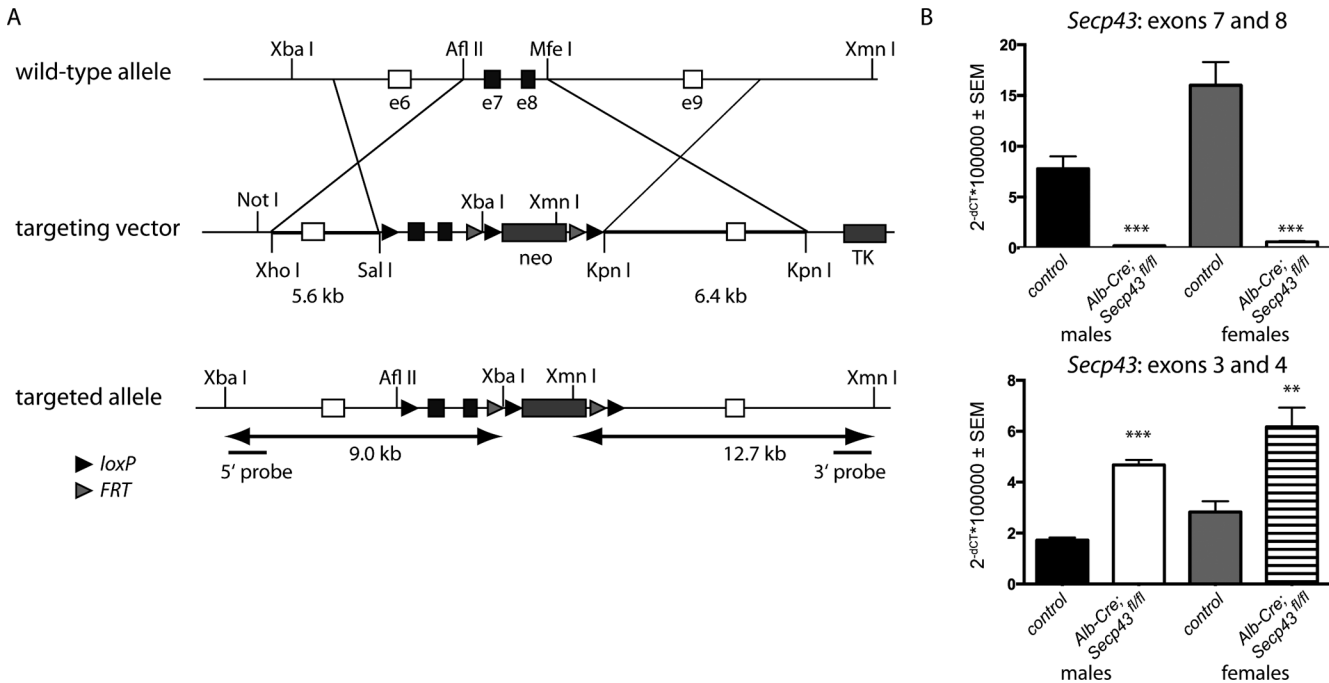 A
wild-type allele
Xba I
Afl II
Mfe I
Xmn I
e6
e7
e8
e9
targeting vector
Not I
Xba I
Xmn I
neo
TK
Xho I
Sal I
Kpn I
Kpn I
5.6 kb
6.4 kb
targeted allele
Xba I
Afl II
Xba I
Xmn I
Xmn I
9.0 kb
12.7 kb
5' probe
3' probe
loxP
FRT
B
Secp43: exons 7 and 8
2^-dCT*100000 ± SEM
20
15
10
5
0
***
***
control
Alb-Cre;
Secp43 fl/fl
control
Alb-Cre;
Secp43 fl/fl
males
females
Secp43: exons 3 and 4
2^-dCT*100000 ± SEM
8
6
4
2
0
***
**
control
Alb-Cre;
Secp43 fl/fl
control
Alb-Cre;
Secp43 fl/fl
males
females